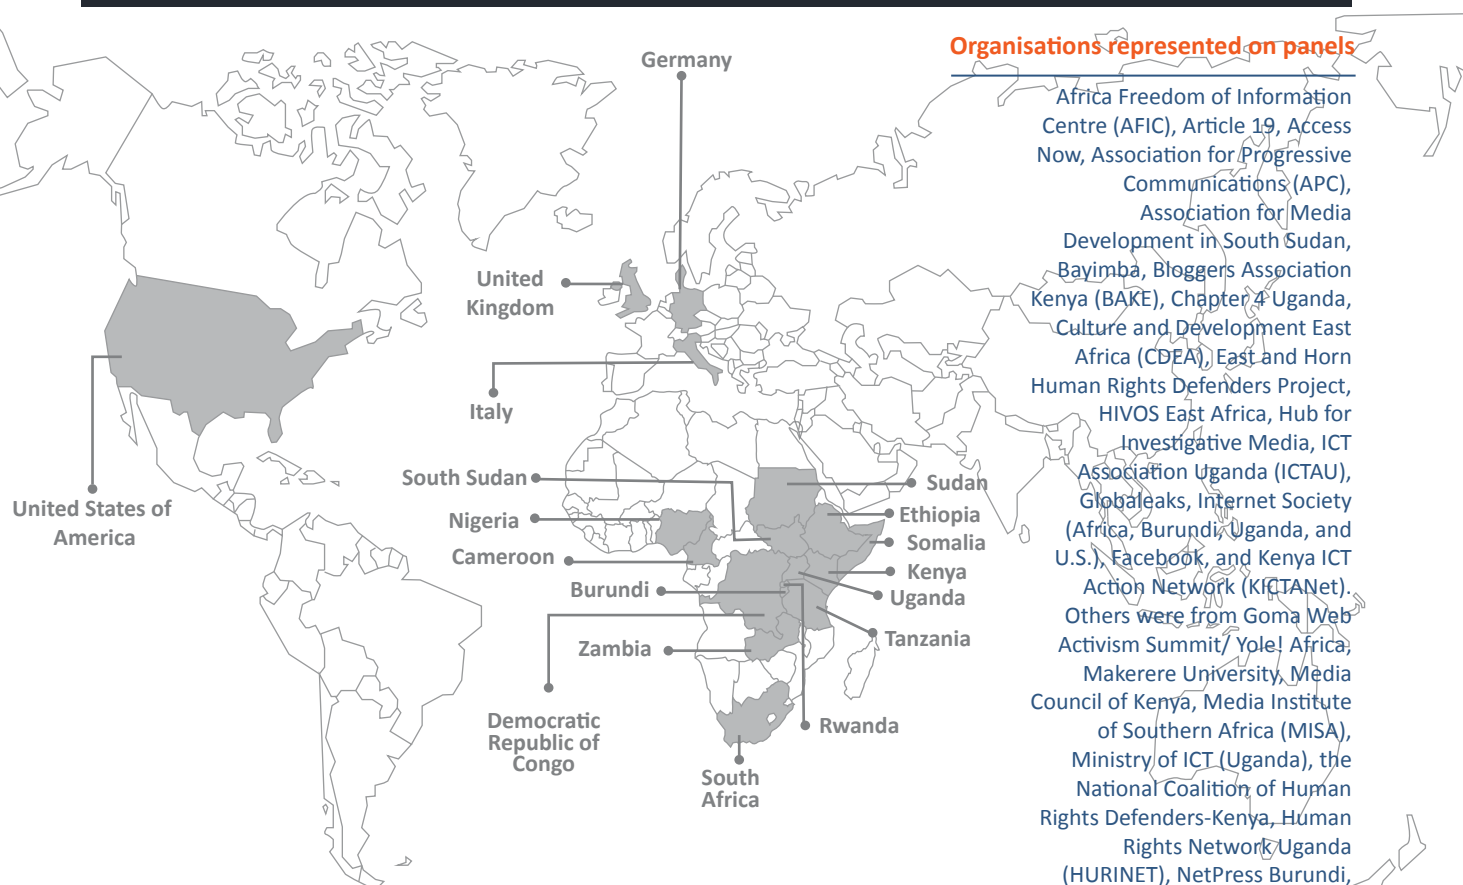 Organisations represented on panels
Africa Freedom of Information
Centre (AFIC), Article 19, Access
Now, Association for Progressive
Communications (APC),
Association for Media
Development in South Sudan,
Bayimba, Bloggers Association
Kenya (BAKE), Chapter 4 Uganda,
Culture and Development East
Africa (CDEA), East and Horn
Human Rights Defenders Project,
HIVOS East Africa, Hub for
Investigative Media, ICT
Association Uganda (ICTAU),
Globaleaks, Internet Society
(Africa, Burundi, Uganda, and
U.S.), Facebook, and Kenya ICT
Action Network (KICTANet).
Others were from Goma Web
Activism Summit/ Yole! Africa,
Makerere University, Media
Council of Kenya, Media Institute
of Southern Africa (MISA),
Ministry of ICT (Uganda), the
National Coalition of Human
Rights Defenders-Kenya, Human
Rights Network Uganda
(HURINET), NetPress Burundi,
Germany
United
Kingdom
Italy
United States of
America
South Sudan
Nigeria
Cameroon
Burundi
Zambia
Democratic
Republic of
Congo
South
Africa
Sudan
Ethiopia
Somalia
Kenya
Uganda
Tanzania
Rwanda